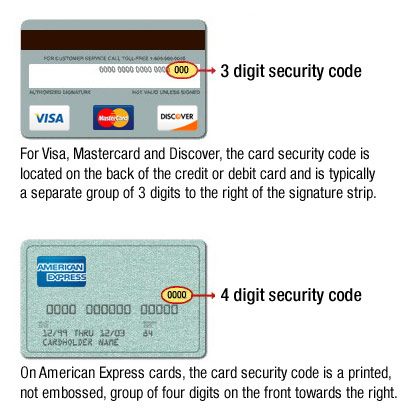 FOR CUSTOMER SERVICE CALL TOLL-FREE 1-800-000-0000
0000 0000 0000 0000 000
3 digit security code
AUTHORIZED SIGNATURE NOT VALID UNLESS SIGNED
VISA MasterCard DISCOVER
For Visa, Mastercard and Discover, the card security code is
located on the back of the credit or debit card and is typically
a separate group of 3 digits to the right of the signature strip.
AMERICAN
EXPRESS
0000
4 digit security code
0000 000000 00000
12/99 THRU 12/03 84
CARDHOLDER NAME
On American Express cards, the card security code is a printed,
not embossed, group of four digits on the front towards the right.